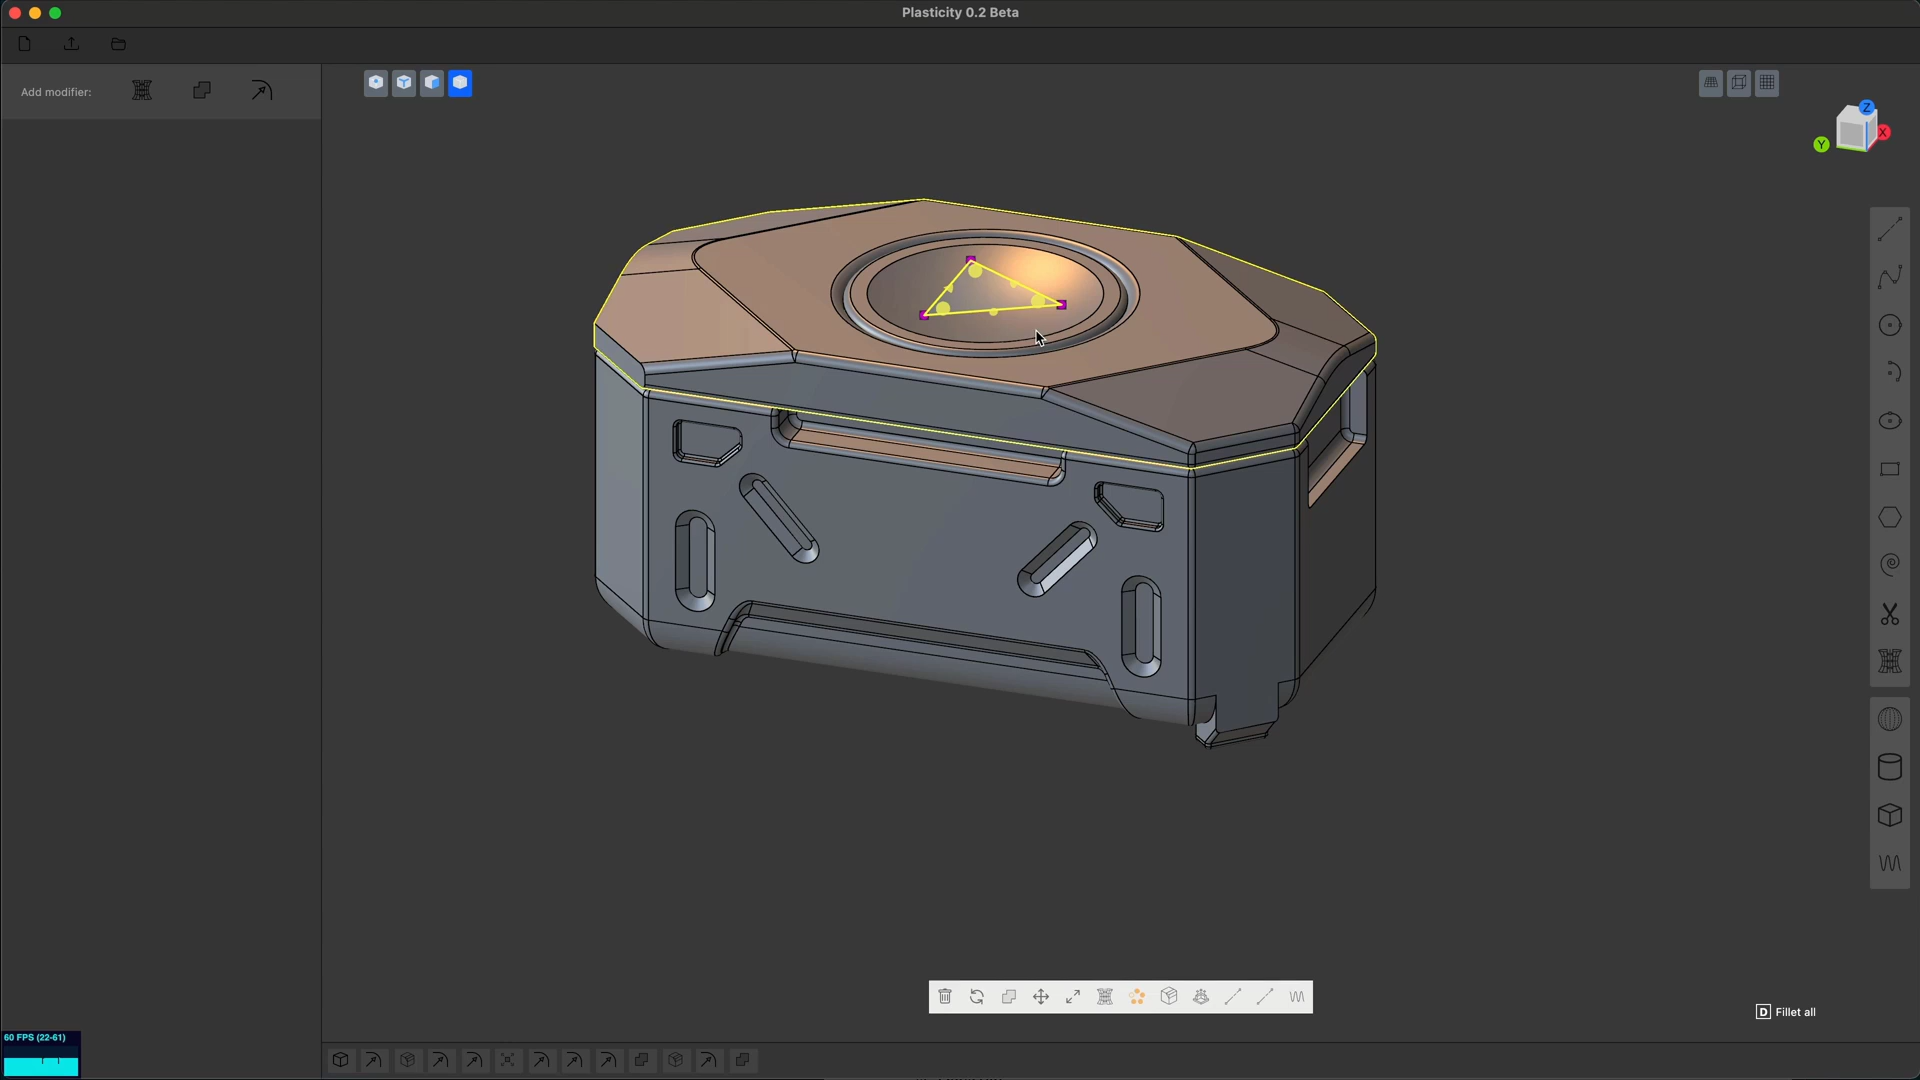 Plasticity 0.2 Beta
Add modifier:
Z
X
Y
D Fillet all
60 FPS (22-61)